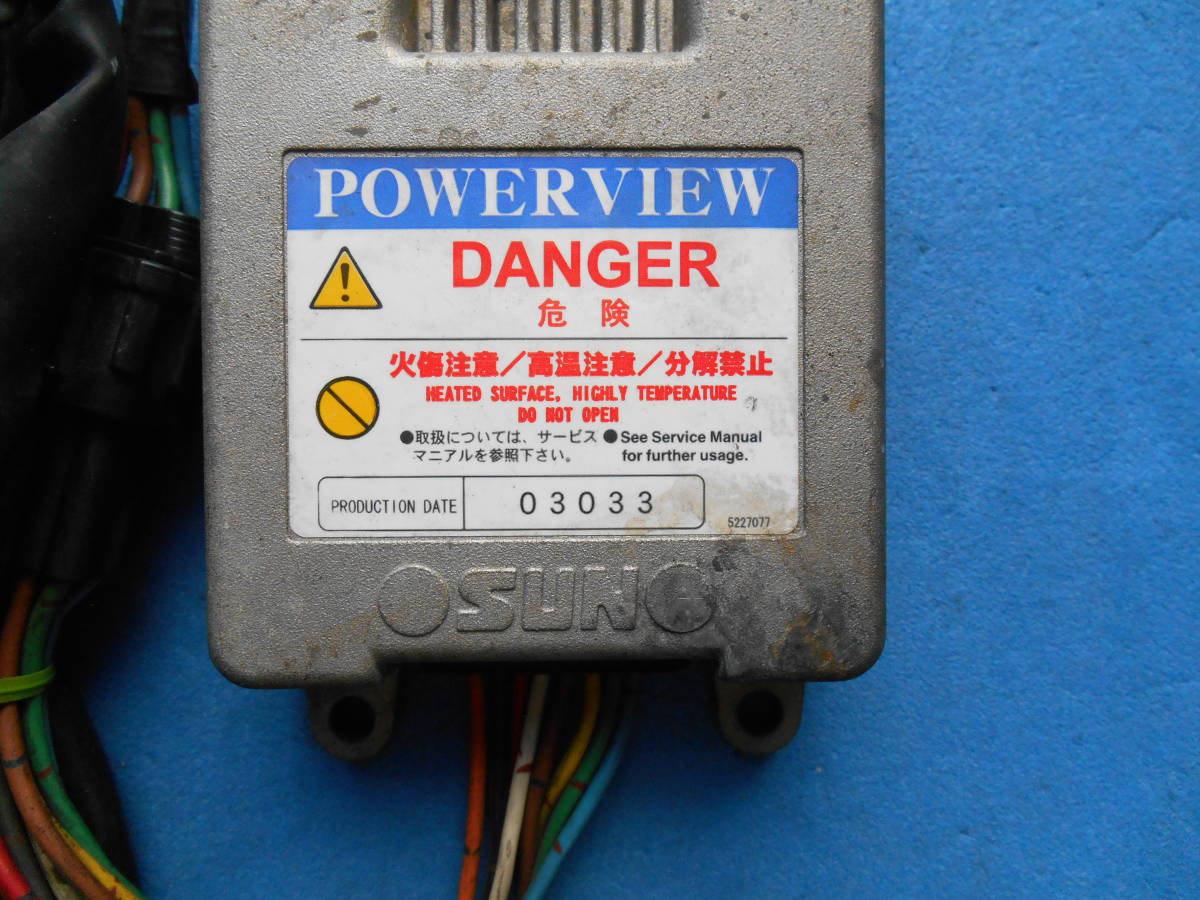 POWERVIEW
DANGER
危険
火傷注意／高温注意／分解禁止
HEATED SURFACE, HIGHLY TEMPERATURE
DO NOT OPEN
●取扱については、サービス
マニアルを参照下さい。
●See Service Manual
for further usage.
PRODUCTION DATE
03033
5227077
SUN